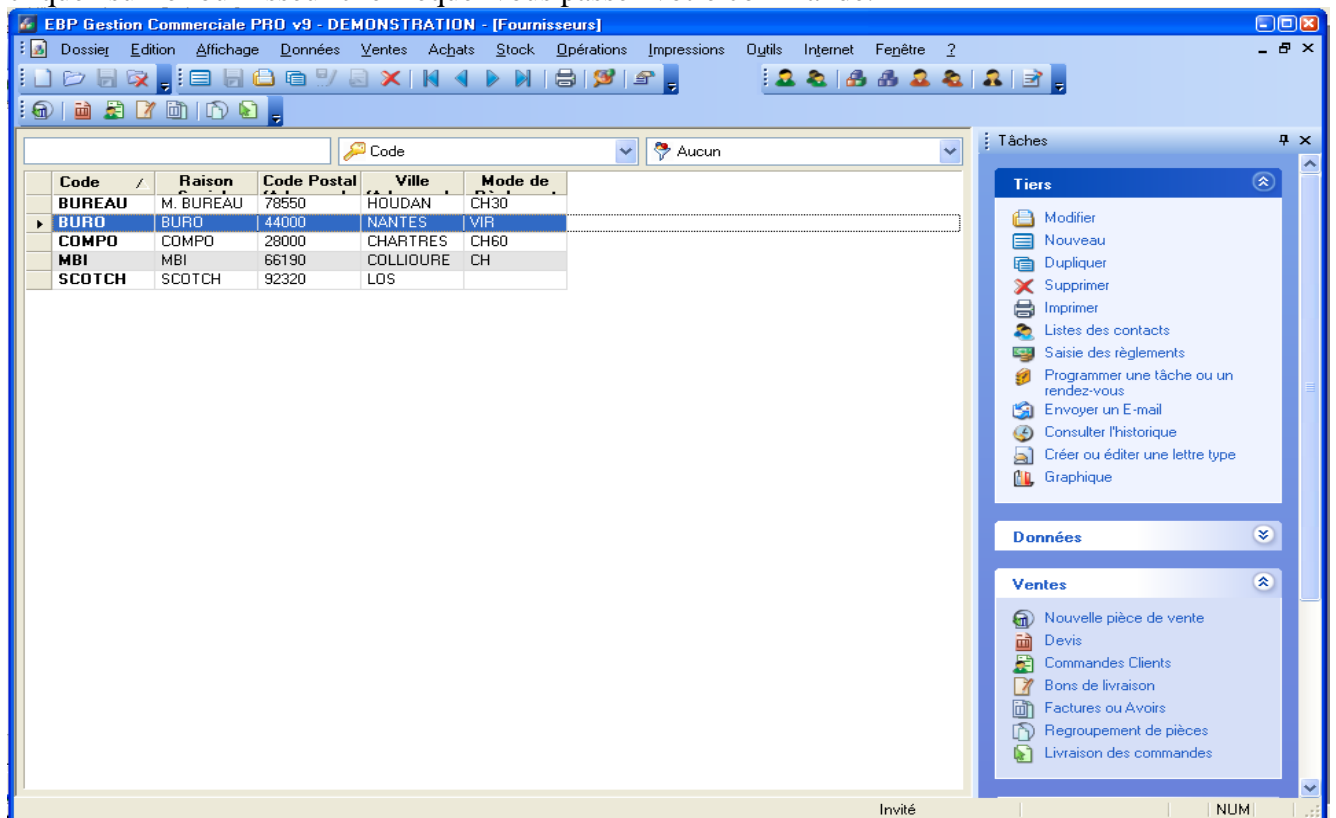 EBP Gestion Commerciale PRO v9 - DEMONSTRATION - [Fournisseurs]
Dossier Edition Affichage Données Ventes Achats Stock Opérations Impressions Outils Internet Fenêtre ?
Code Aucun
Code Raison Code Postal Ville Mode de
BUREAU M. BUREAU 78550 HOUDAN CH30
BURO BURO 44000 NANTES VIR
COMPO COMPO 28000 CHARTRES CH60
MBI MBI 66190 COLLIOURE CH
SCOTCH SCOTCH 92320 LOS
Tâches
Tiers
Modifier
Nouveau
Dupliquer
Supprimer
Imprimer
Listes des contacts
Saisie des règlements
Programmer une tâche ou un
rendez-vous
Envoyer un E-mail
Consulter l'historique
Créer ou éditer une lettre type
Graphique
Données
Ventes
Nouvelle pièce de vente
Devis
Commandes Clients
Bons de livraison
Factures ou Avoirs
Regroupement de pièces
Livraison des commandes
Invité NUM